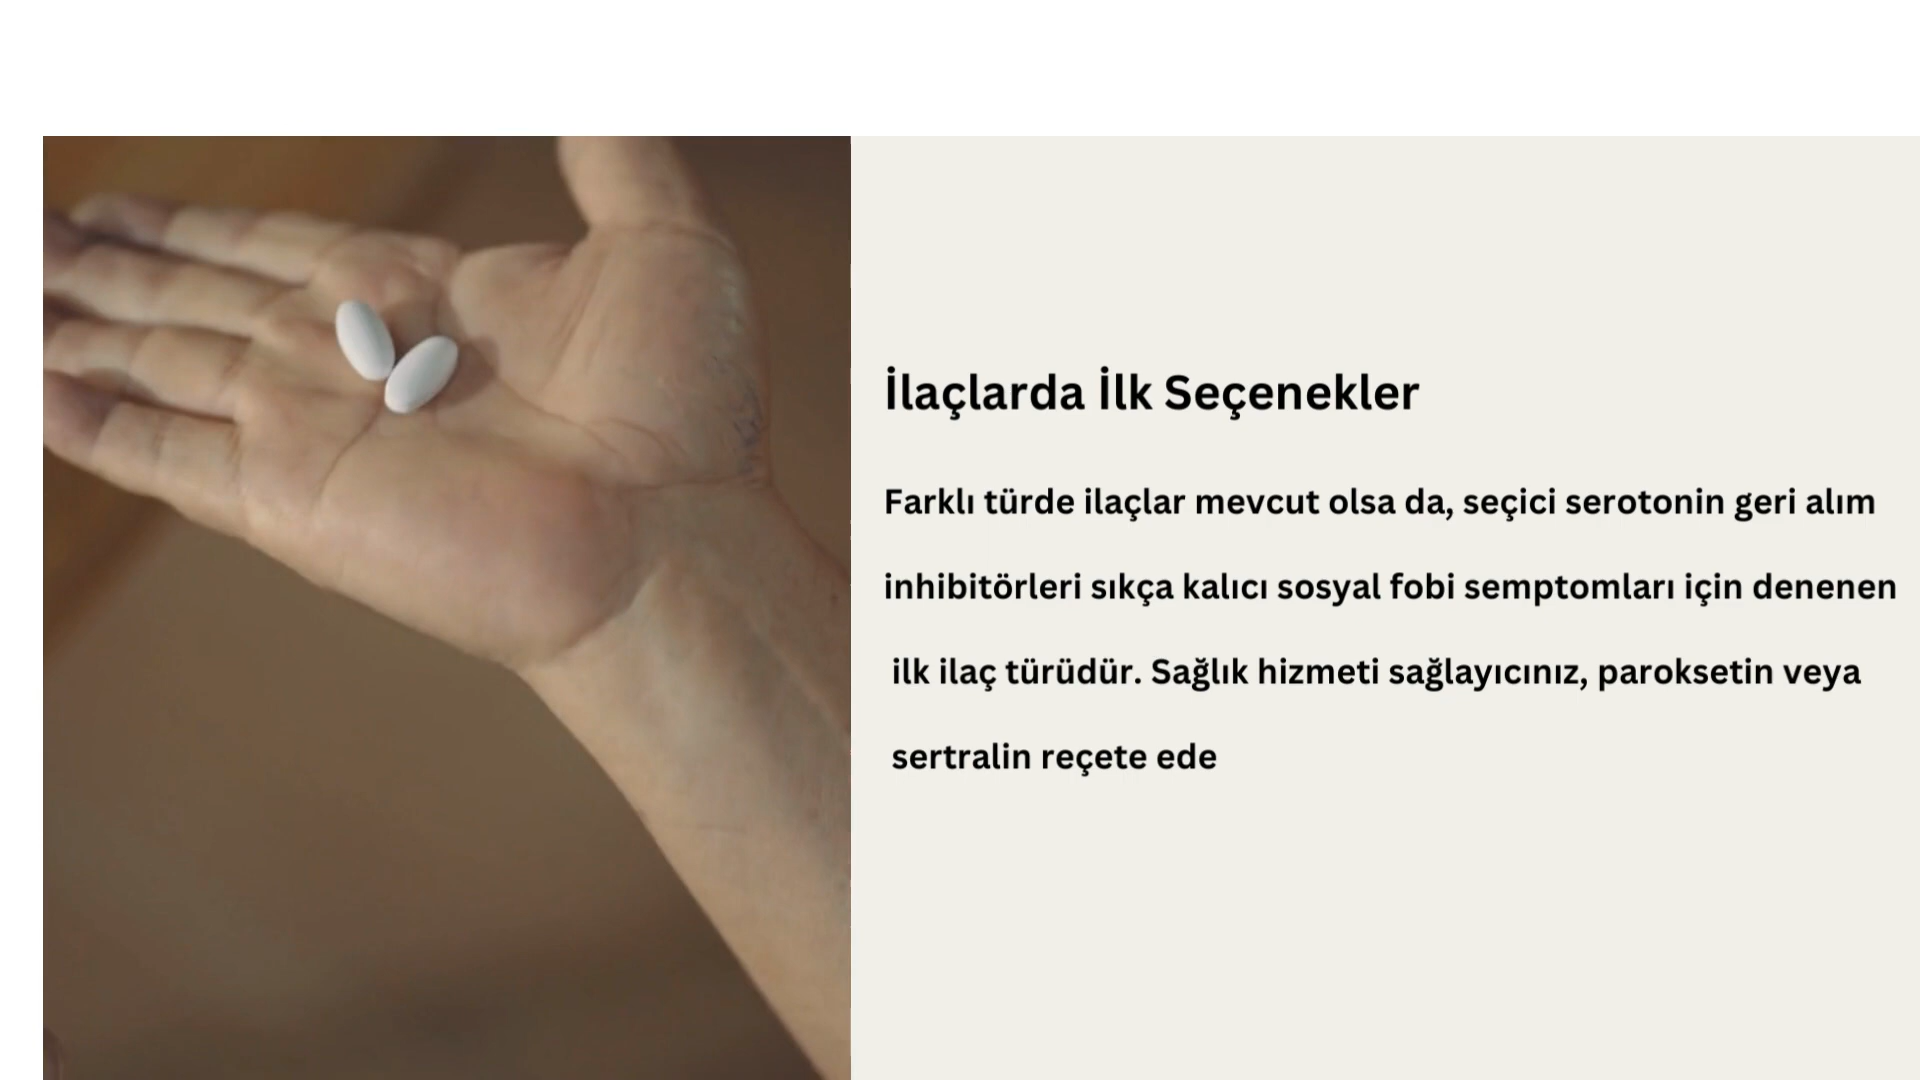 İlaçlarda İlk Seçenekler
Farklı türde ilaçlar mevcut olsa da, seçici serotonin geri alım
inhibitörleri sıkça kalıcı sosyal fobi semptomları için denenen
ilk ilaç türüdür. Sağlık hizmeti sağlayıcınız, paroksetin veya
sertralin reçete ede